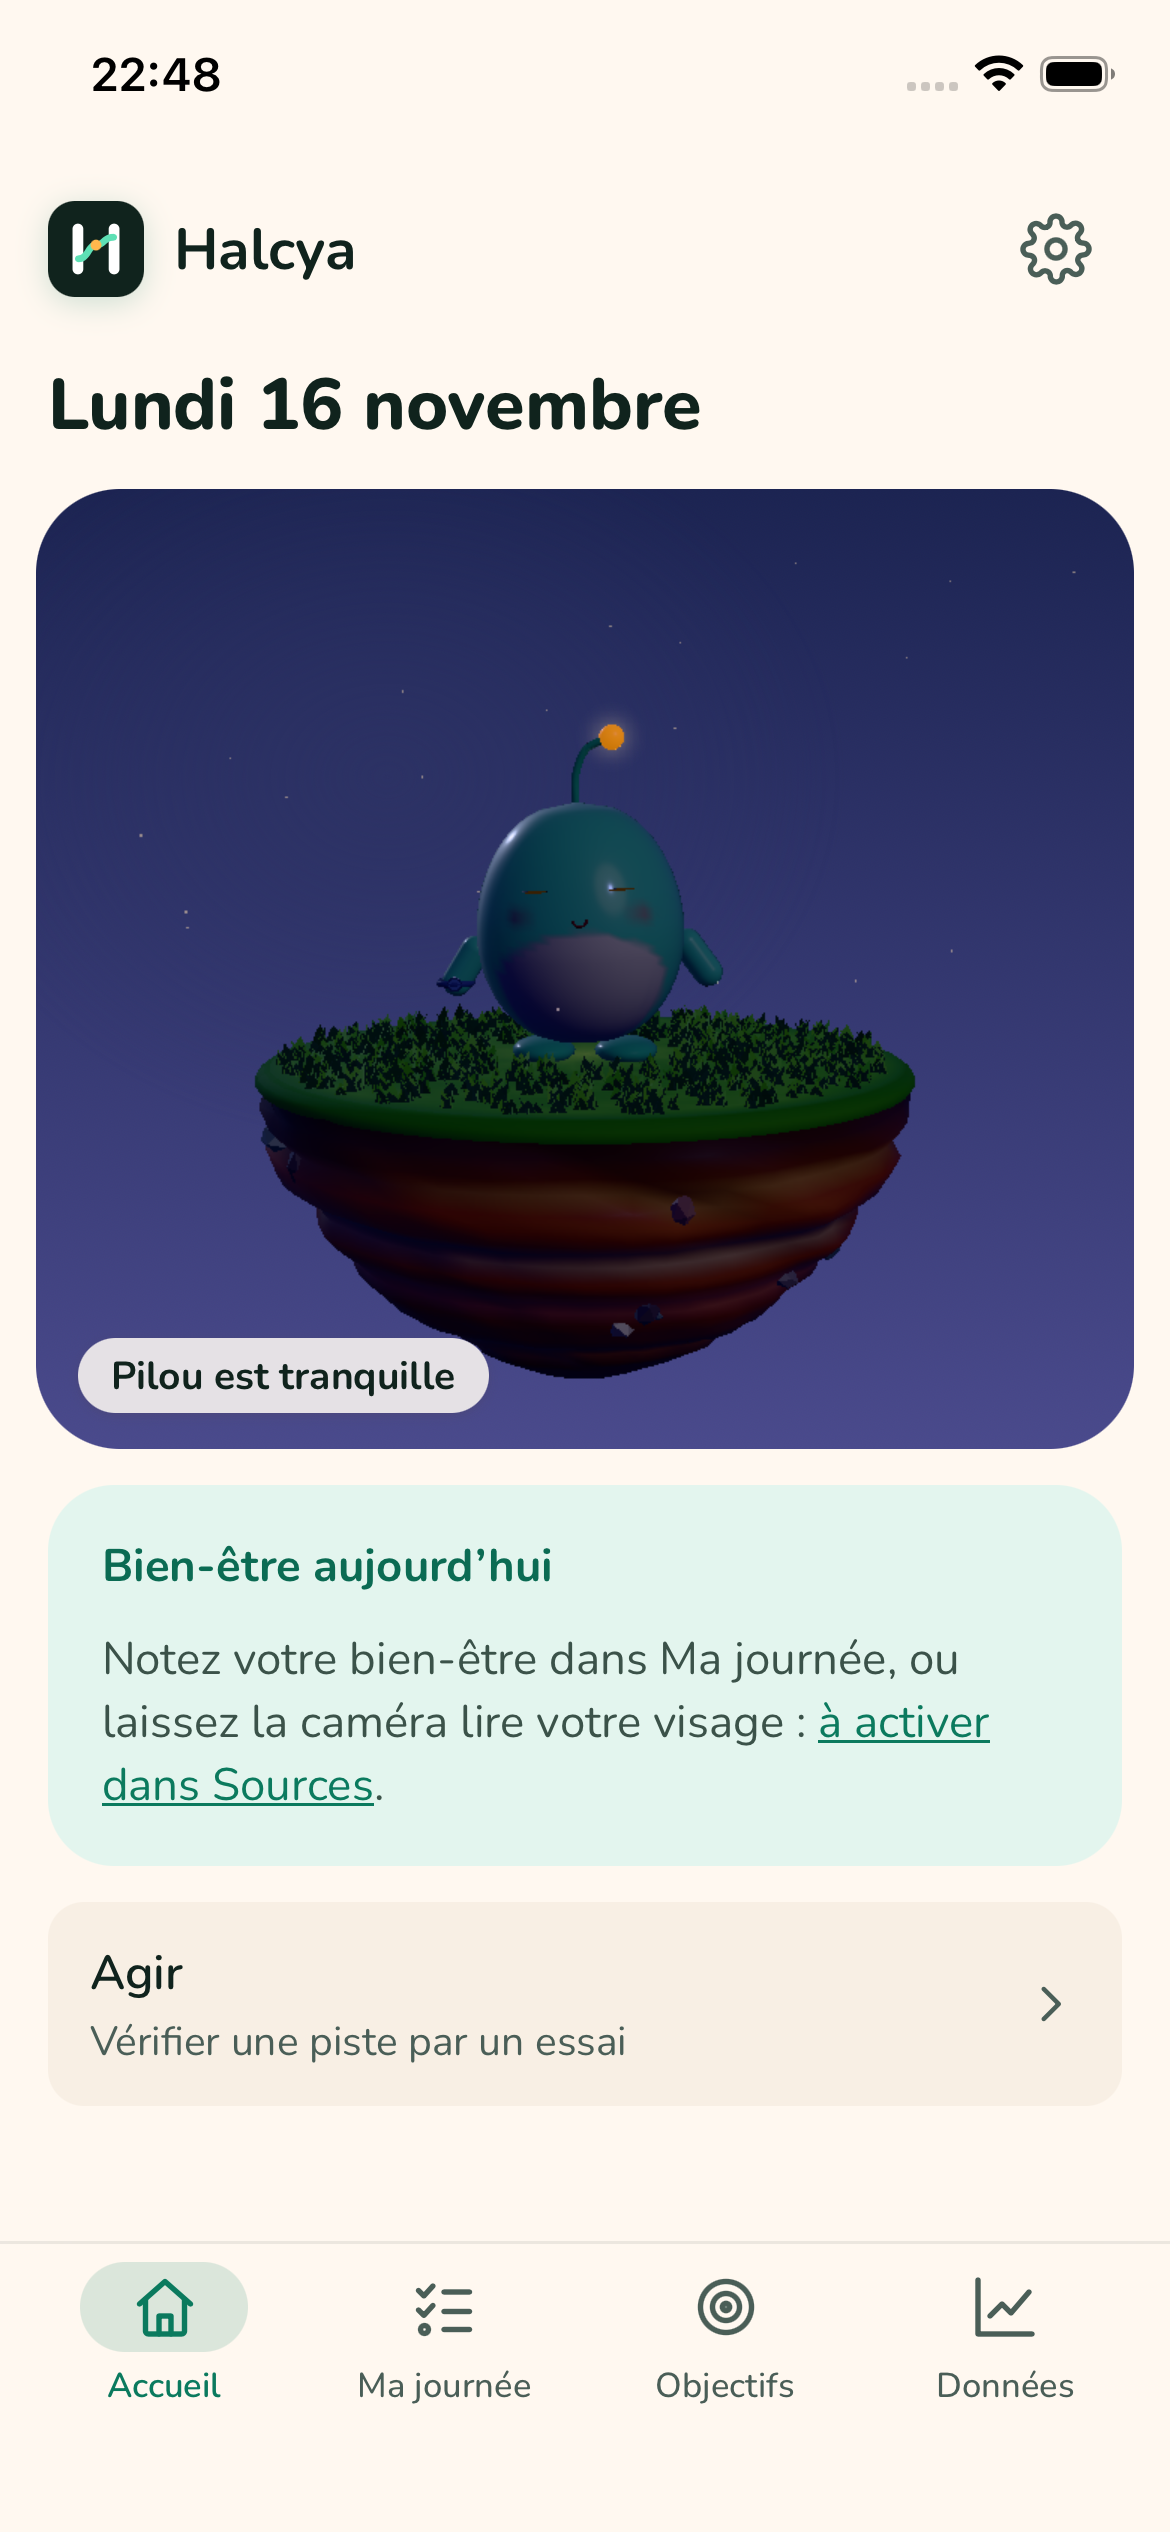 22:48
Halcya
Lundi 16 novembre
Pilou est tranquille
Bien-être aujourd’hui
Notez votre bien-être dans Ma journée, ou
laissez la caméra lire votre visage : à activer
dans Sources.
Agir
Vérifier une piste par un essai
Accueil
Ma journée
Objectifs
Données